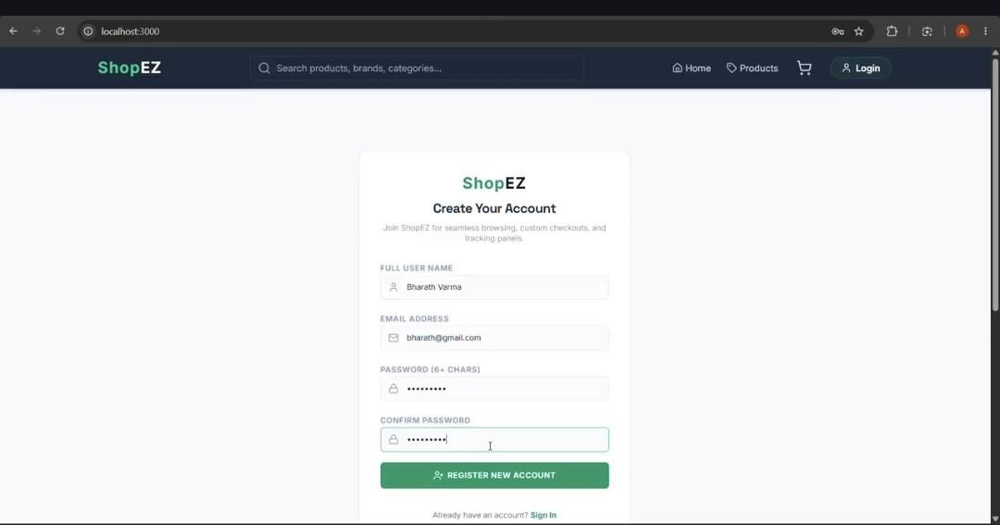 localhost:3000
A
ShopEZ
Search products, brands, categories...
Home
Products
Login
ShopEZ
Create Your Account
Join ShopEZ for seamless browsing, custom checkouts, and
tracking panels.
FULL USER NAME
Bharath Varma
EMAIL ADDRESS
bharath@gmail.com
PASSWORD (6+ CHARS)
•••••••••
CONFIRM PASSWORD
•••••••••
REGISTER NEW ACCOUNT
Already have an account? Sign In